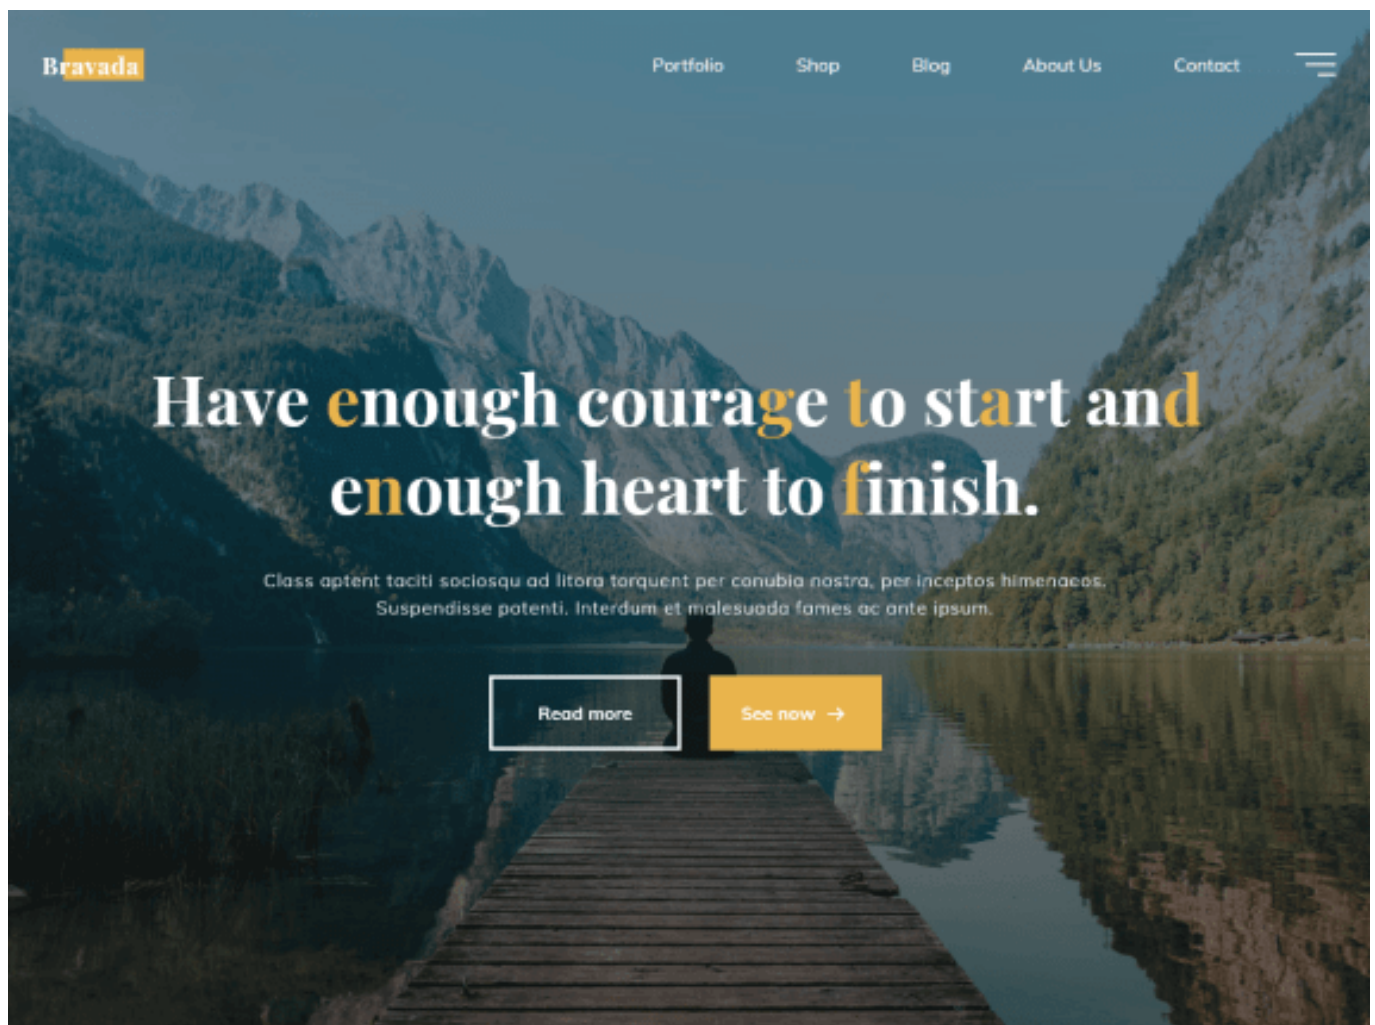 Bravada
Portfolio Shop Blog About Us Contact
Have enough courage to start and
enough heart to finish.
Class aptent taciti sociosqu ad litora torquent per conubia nostra, per inceptos himenaeos.
Suspendisse potenti. Interdum et malesuada fames ac ante ipsum.
Read more
See now →